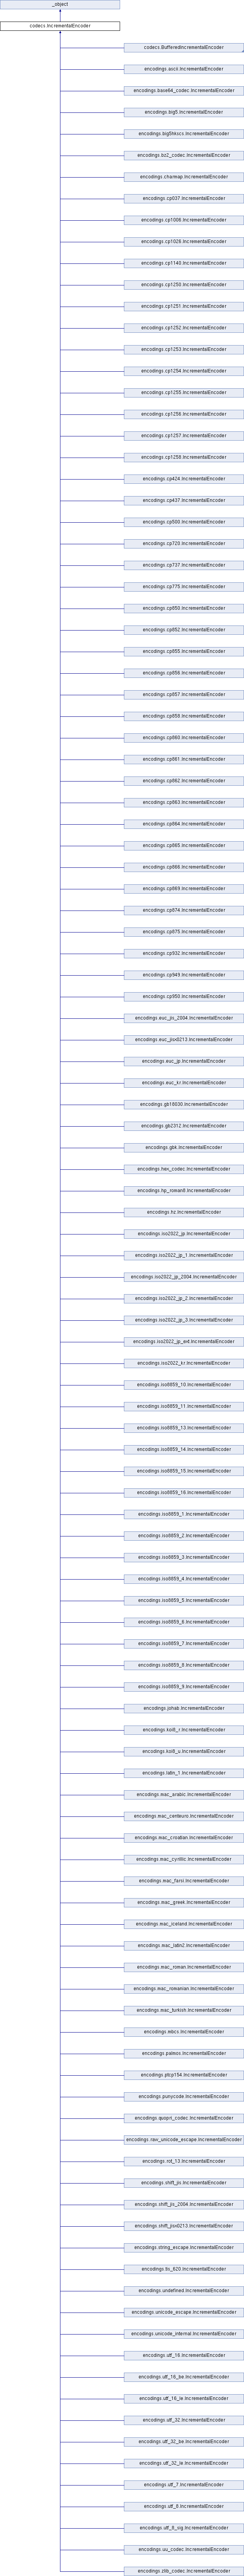 _object
codecs.IncrementalEncoder
codecs.BufferedIncrementalEncoder
encodings.ascii.IncrementalEncoder
encodings.base64_codec.IncrementalEncoder
encodings.big5.IncrementalEncoder
encodings.big5hkscs.IncrementalEncoder
encodings.bz2_codec.IncrementalEncoder
encodings.charmap.IncrementalEncoder
encodings.cp037.IncrementalEncoder
encodings.cp1006.IncrementalEncoder
encodings.cp1026.IncrementalEncoder
encodings.cp1140.IncrementalEncoder
encodings.cp1250.IncrementalEncoder
encodings.cp1251.IncrementalEncoder
encodings.cp1252.IncrementalEncoder
encodings.cp1253.IncrementalEncoder
encodings.cp1254.IncrementalEncoder
encodings.cp1255.IncrementalEncoder
encodings.cp1256.IncrementalEncoder
encodings.cp1257.IncrementalEncoder
encodings.cp1258.IncrementalEncoder
encodings.cp424.IncrementalEncoder
encodings.cp437.IncrementalEncoder
encodings.cp500.IncrementalEncoder
encodings.cp720.IncrementalEncoder
encodings.cp737.IncrementalEncoder
encodings.cp775.IncrementalEncoder
encodings.cp850.IncrementalEncoder
encodings.cp852.IncrementalEncoder
encodings.cp855.IncrementalEncoder
encodings.cp856.IncrementalEncoder
encodings.cp857.IncrementalEncoder
encodings.cp858.IncrementalEncoder
encodings.cp860.IncrementalEncoder
encodings.cp861.IncrementalEncoder
encodings.cp862.IncrementalEncoder
encodings.cp863.IncrementalEncoder
encodings.cp864.IncrementalEncoder
encodings.cp865.IncrementalEncoder
encodings.cp866.IncrementalEncoder
encodings.cp869.IncrementalEncoder
encodings.cp874.IncrementalEncoder
encodings.cp875.IncrementalEncoder
encodings.cp932.IncrementalEncoder
encodings.cp949.IncrementalEncoder
encodings.cp950.IncrementalEncoder
encodings.euc_jis_2004.IncrementalEncoder
encodings.euc_jisx0213.IncrementalEncoder
encodings.euc_jp.IncrementalEncoder
encodings.euc_kr.IncrementalEncoder
encodings.gb18030.IncrementalEncoder
encodings.gb2312.IncrementalEncoder
encodings.gbk.IncrementalEncoder
encodings.hex_codec.IncrementalEncoder
encodings.hp_roman8.IncrementalEncoder
encodings.hz.IncrementalEncoder
encodings.iso2022_jp.IncrementalEncoder
encodings.iso2022_jp_1.IncrementalEncoder
encodings.iso2022_jp_2004.IncrementalEncoder
encodings.iso2022_jp_2.IncrementalEncoder
encodings.iso2022_jp_3.IncrementalEncoder
encodings.iso2022_jp_ext.IncrementalEncoder
encodings.iso2022_kr.IncrementalEncoder
encodings.iso8859_10.IncrementalEncoder
encodings.iso8859_11.IncrementalEncoder
encodings.iso8859_13.IncrementalEncoder
encodings.iso8859_14.IncrementalEncoder
encodings.iso8859_15.IncrementalEncoder
encodings.iso8859_16.IncrementalEncoder
encodings.iso8859_1.IncrementalEncoder
encodings.iso8859_2.IncrementalEncoder
encodings.iso8859_3.IncrementalEncoder
encodings.iso8859_4.IncrementalEncoder
encodings.iso8859_5.IncrementalEncoder
encodings.iso8859_6.IncrementalEncoder
encodings.iso8859_7.IncrementalEncoder
encodings.iso8859_8.IncrementalEncoder
encodings.iso8859_9.IncrementalEncoder
encodings.johab.IncrementalEncoder
encodings.koi8_r.IncrementalEncoder
encodings.koi8_u.IncrementalEncoder
encodings.latin_1.IncrementalEncoder
encodings.mac_arabic.IncrementalEncoder
encodings.mac_centeuro.IncrementalEncoder
encodings.mac_croatian.IncrementalEncoder
encodings.mac_cyrillic.IncrementalEncoder
encodings.mac_farsi.IncrementalEncoder
encodings.mac_greek.IncrementalEncoder
encodings.mac_iceland.IncrementalEncoder
encodings.mac_latin2.IncrementalEncoder
encodings.mac_roman.IncrementalEncoder
encodings.mac_romanian.IncrementalEncoder
encodings.mac_turkish.IncrementalEncoder
encodings.mbcs.IncrementalEncoder
encodings.palmos.IncrementalEncoder
encodings.ptcp154.IncrementalEncoder
encodings.punycode.IncrementalEncoder
encodings.quopri_codec.IncrementalEncoder
encodings.raw_unicode_escape.IncrementalEncoder
encodings.rot_13.IncrementalEncoder
encodings.shift_jis.IncrementalEncoder
encodings.shift_jis_2004.IncrementalEncoder
encodings.shift_jisx0213.IncrementalEncoder
encodings.string_escape.IncrementalEncoder
encodings.tis_620.IncrementalEncoder
encodings.undefined.IncrementalEncoder
encodings.unicode_escape.IncrementalEncoder
encodings.unicode_internal.IncrementalEncoder
encodings.utf_16.IncrementalEncoder
encodings.utf_16_be.IncrementalEncoder
encodings.utf_16_le.IncrementalEncoder
encodings.utf_32.IncrementalEncoder
encodings.utf_32_be.IncrementalEncoder
encodings.utf_32_le.IncrementalEncoder
encodings.utf_7.IncrementalEncoder
encodings.utf_8.IncrementalEncoder
encodings.utf_8_sig.IncrementalEncoder
encodings.uu_codec.IncrementalEncoder
encodings.zlib_codec.IncrementalEncoder